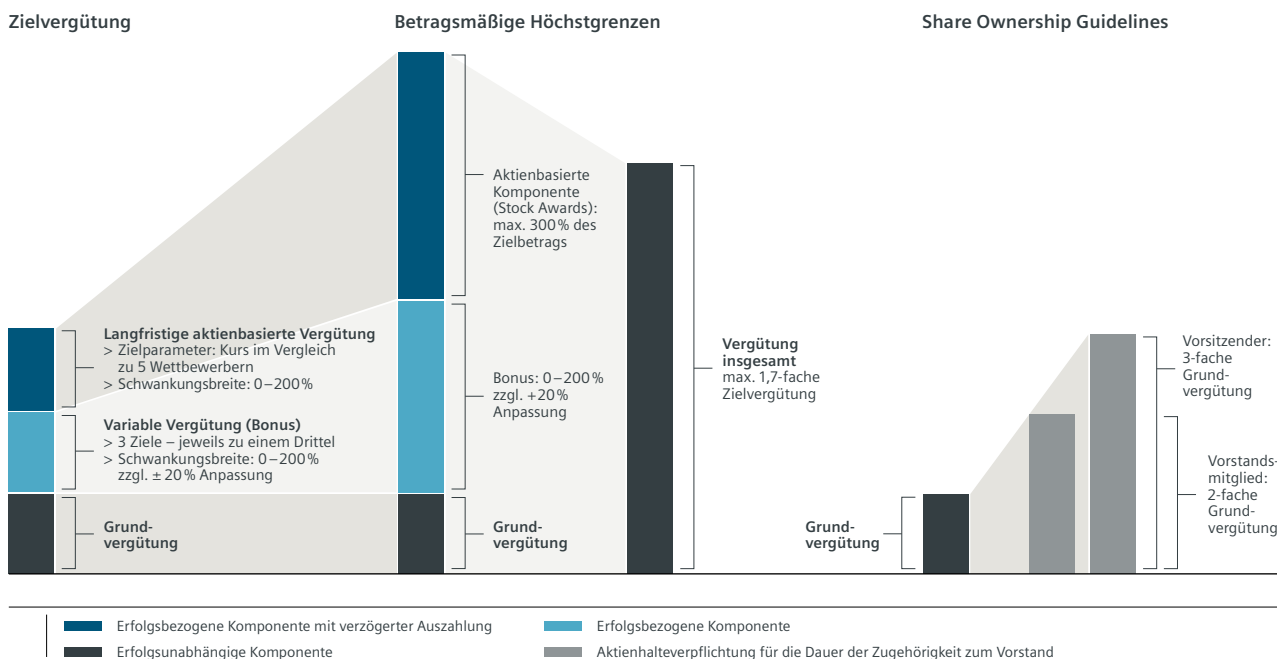 Zielvergütung
Betragsmäßige Höchstgrenzen
Share Ownership Guidelines
Langfristige aktienbasierte Vergütung
> Zielparameter: Kurs im Vergleich
zu 5 Wettbewerbern
> Schwankungsbreite: 0–200%
Variable Vergütung (Bonus)
> 3 Ziele – jeweils zu einem Drittel
> Schwankungsbreite: 0–200%
zzgl. ± 20% Anpassung
Grund-
vergütung
Aktienbasierte
Komponente
(Stock Awards):
max. 300% des
Zielbetrags
Bonus: 0–200%
zzgl. +20%
Anpassung
Grund-
vergütung
Vergütung
insgesamt
max. 1,7-fache
Zielvergütung
Grund-
vergütung
Vorsitzender:
3-fache
Grund-
vergütung
Vorstands-
mitglied:
2-fache
Grund-
vergütung
Erfolgsbezogene Komponente mit verzögerter Auszahlung
Erfolgsbezogene Komponente
Erfolgsunabhängige Komponente
Aktienhalteverpflichtung für die Dauer der Zugehörigkeit zum Vorstand